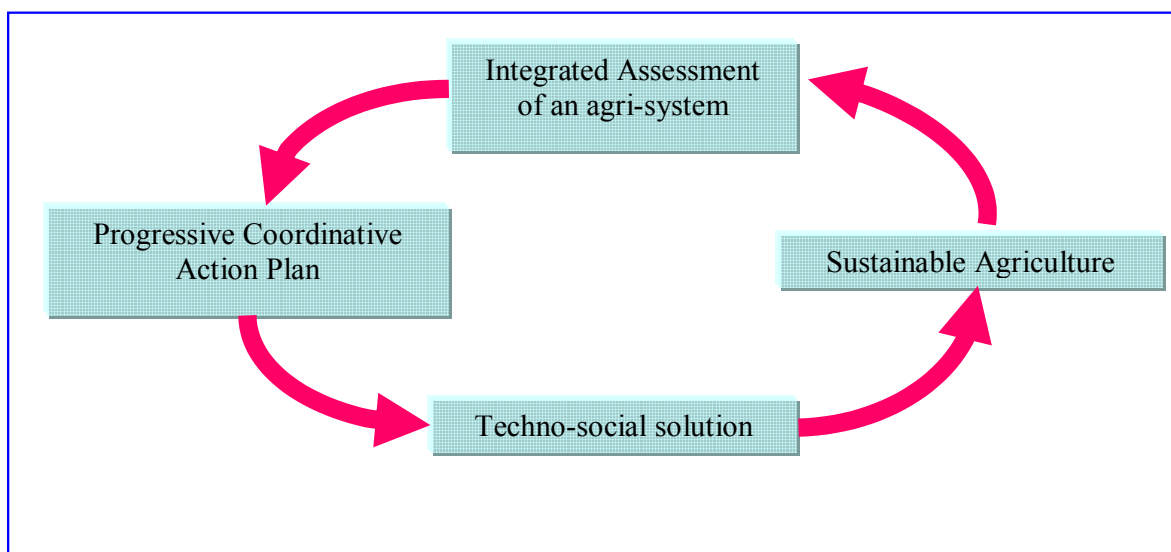 Integrated Assessment
of an agri-system
Progressive Coordinative
Action Plan
Sustainable Agriculture
Techno-social solution